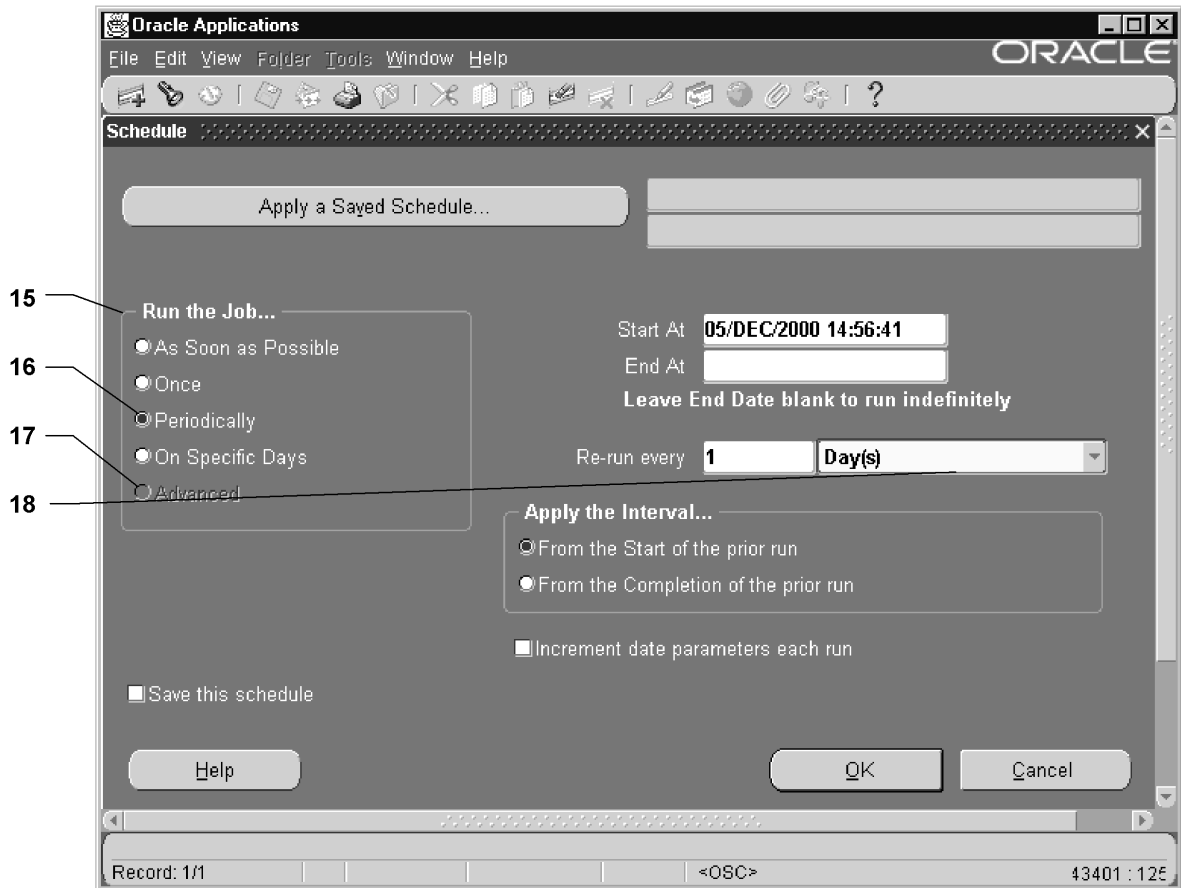 Oracle Applications
File Edit View Folder Tools Window Help
ORACLE
?
Schedule
Apply a Saved Schedule...
15
Run the Job...
As Soon as Possible
16
Once
Periodically
17
On Specific Days
18
Advanced
Start At 05/DEC/2000 14:56:41
End At
Leave End Date blank to run indefinitely
Re-run every 1 Day(s)
Apply the Interval...
From the Start of the prior run
From the Completion of the prior run
Increment date parameters each run
Save this schedule
Help
OK
Cancel
Record: 1/1
<OSC>
43401 : 125